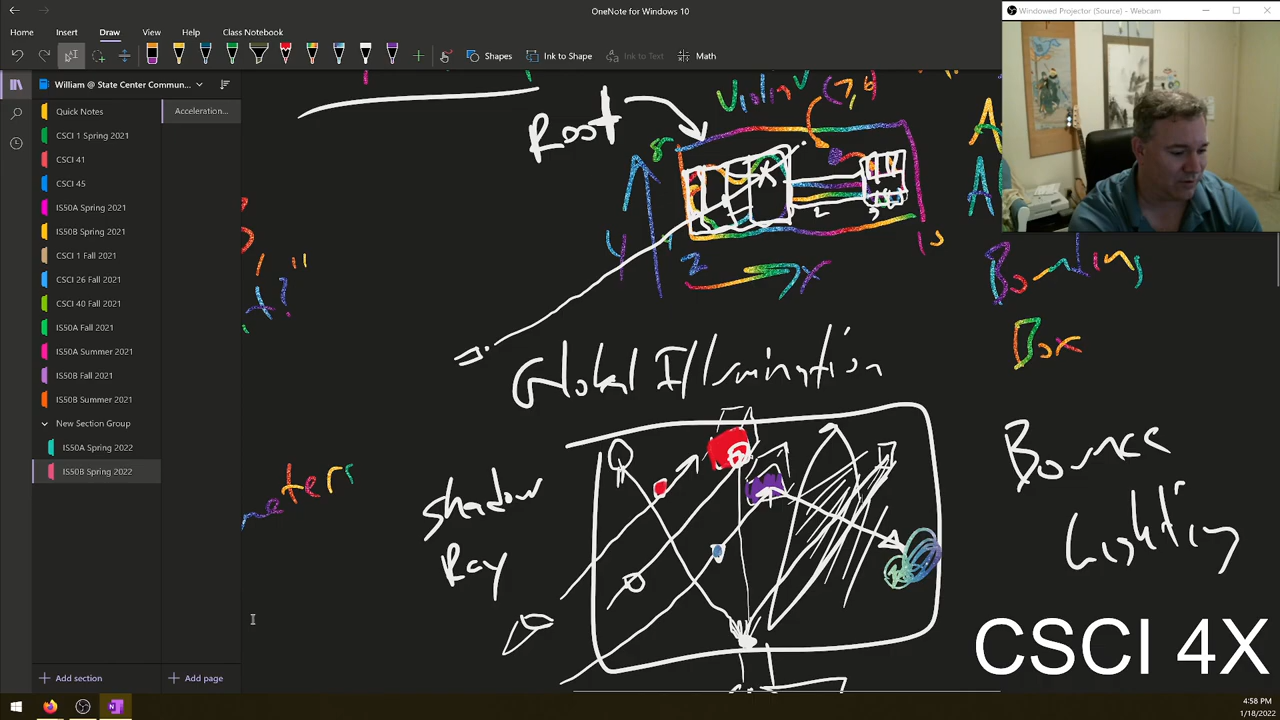 OneNote for Windows 10
Windowed Projector (Source) - Webcam
Home
Insert
Draw
View
Help
Class Notebook
Shapes
Ink to Shape
Ink to Text
Math
William @ State Center Commun...
Acceleration...
Quick Notes
CSCI 1 Spring 2021
CSCI 41
CSCI 45
IS50A Spring 2021
IS50B Spring 2021
CSCI 1 Fall 2021
CSCI 26 Fall 2021
CSCI 40 Fall 2021
IS50A Fall 2021
IS50A Summer 2021
IS50B Fall 2021
IS50B Summer 2021
New Section Group
IS50A Spring 2022
IS50B Spring 2022
Add section
Add page
Root
8
Y
2
X
Bounding
Box
Global Illumination
Bounce
Lighting
Shadow
Ray
meters
CSCI 4X
4:58 PM
1/18/2022